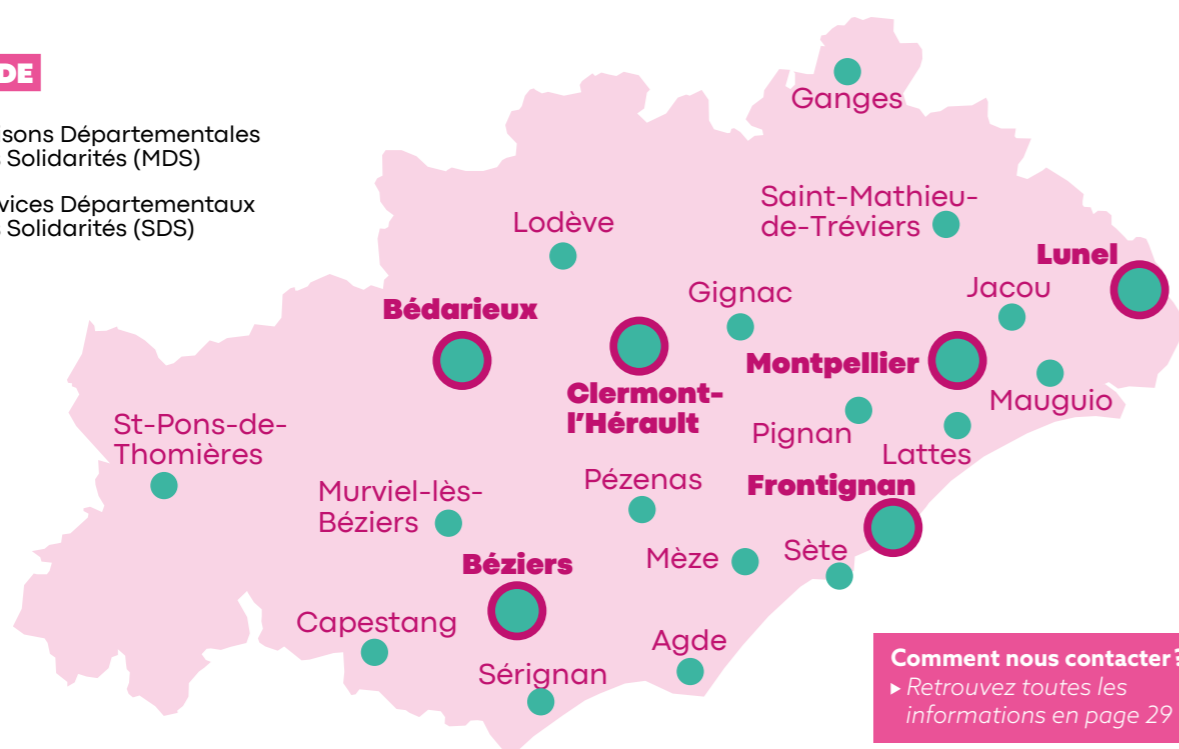 DE
isons Départementales
Solidarités (MDS)
vices Départementaux
Solidarités (SDS)
Ganges
Saint-Mathieu-
de-Tréviers
Lodève
Lunel
Gignac
Jacou
Bédarieux
Montpellier
Clermont-
l'Hérault
Mauguio
St-Pons-de-
Thomières
Pignan
Lattes
Pézenas
Frontignan
Murviel-lès-
Béziers
Mèze
Sète
Béziers
Capestang
Agde
Sérignan
Comment nous contacter ?
▸ Retrouvez toutes les
informations en page 29